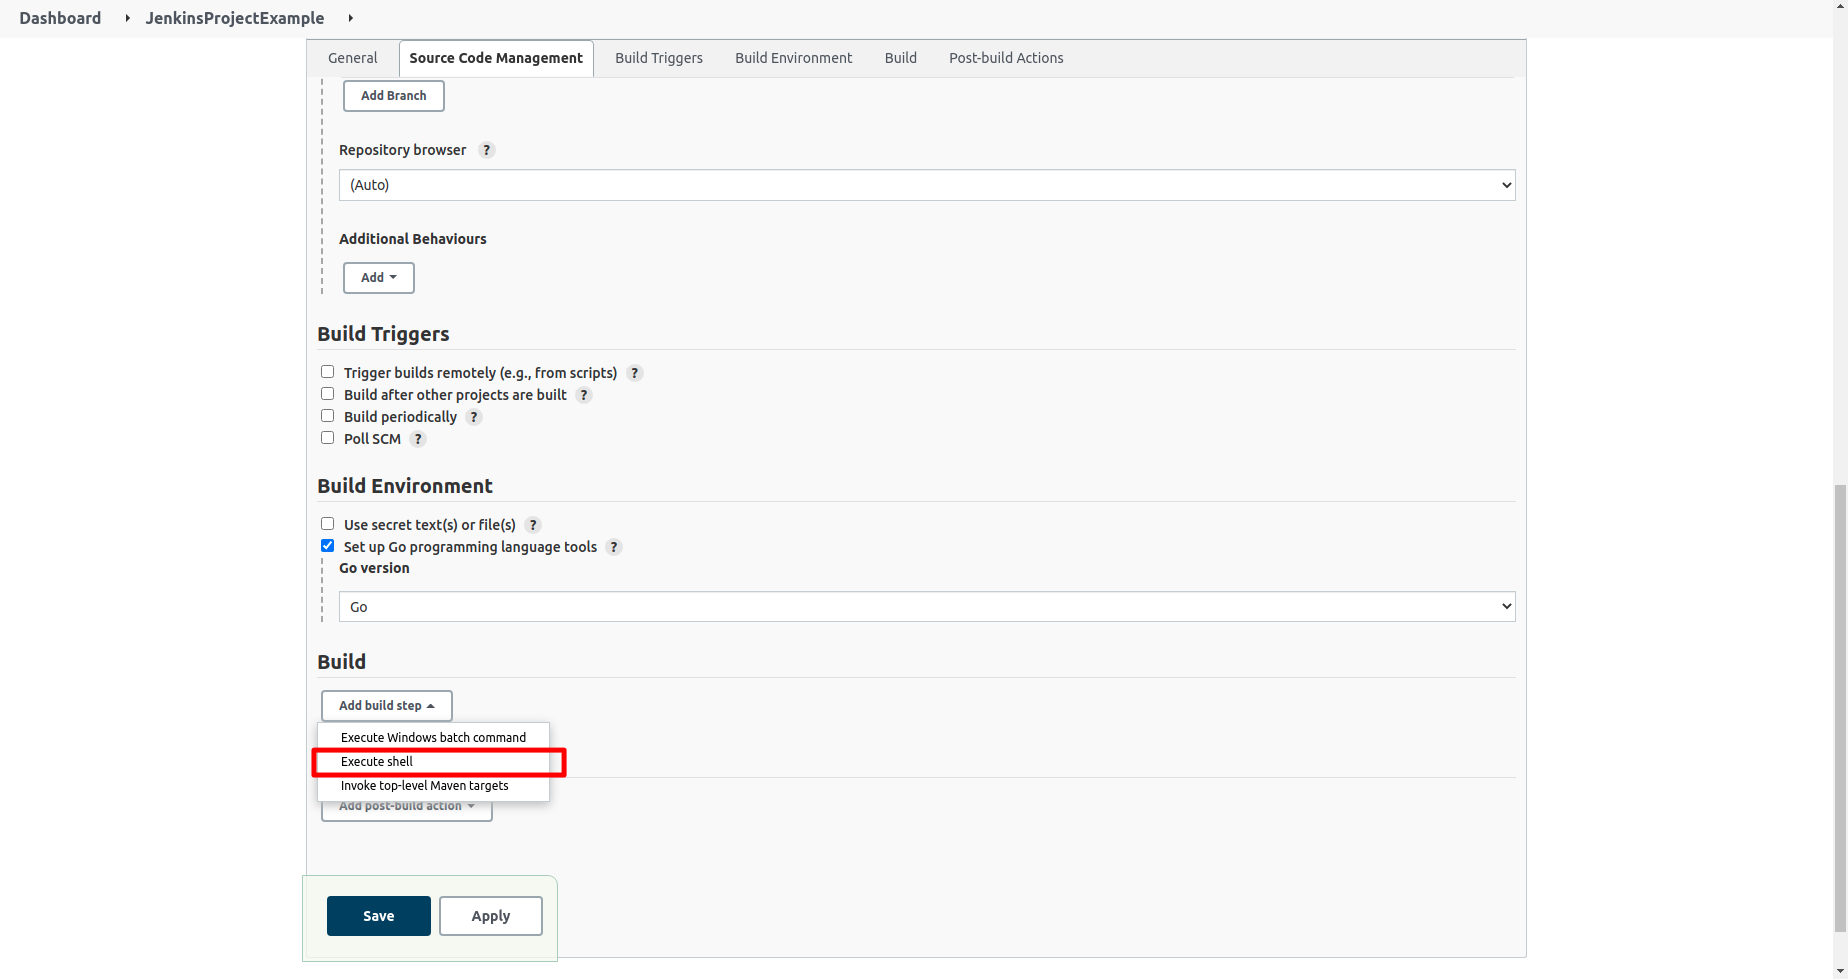 Dashboard JenkinsProjectExample
General Source Code Management Build Triggers Build Environment Build Post-build Actions
Add Branch
Repository browser ?
(Auto)
Additional Behaviours
Add
Build Triggers
Trigger builds remotely (e.g., from scripts) ?
Build after other projects are built ?
Build periodically ?
Poll SCM ?
Build Environment
Use secret text(s) or file(s) ?
Set up Go programming language tools ?
Go version
Go
Build
Add build step
Execute Windows batch command
Execute shell
Invoke top-level Maven targets
Add post-build action
Save Apply